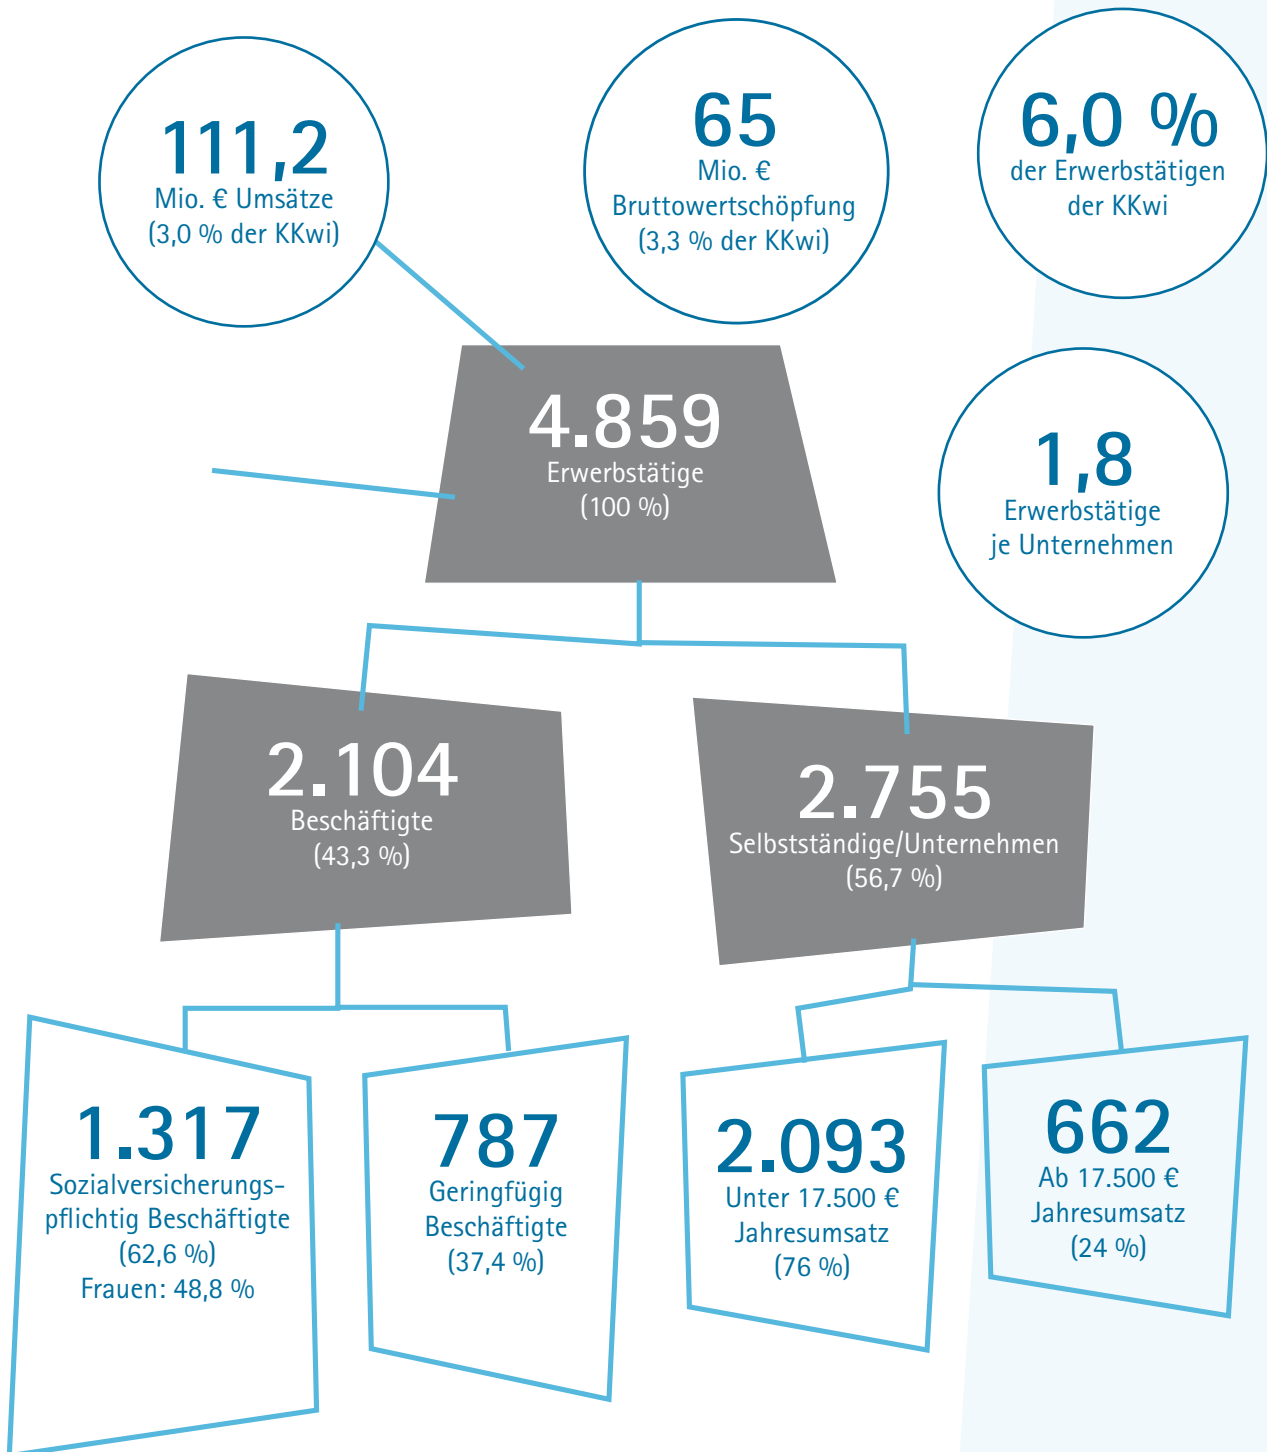 111,2
Mio. € Umsätze
(3,0 % der KKwi)
65
Mio. €
Bruttowertschöpfung
(3,3 % der KKwi)
6,0 %
der Erwerbstätigen
der KKwi
4.859
Erwerbstätige
(100 %)
1,8
Erwerbstätige
je Unternehmen
2.104
Beschäftigte
(43,3 %)
2.755
Selbstständige/Unternehmen
(56,7 %)
1.317
Sozialversicherungs-
pflichtig Beschäftigte
(62,6 %)
Frauen: 48,8 %
787
Geringfügig
Beschäftigte
(37,4 %)
2.093
Unter 17.500 €
Jahresumsatz
(76 %)
662
Ab 17.500 €
Jahresumsatz
(24 %)